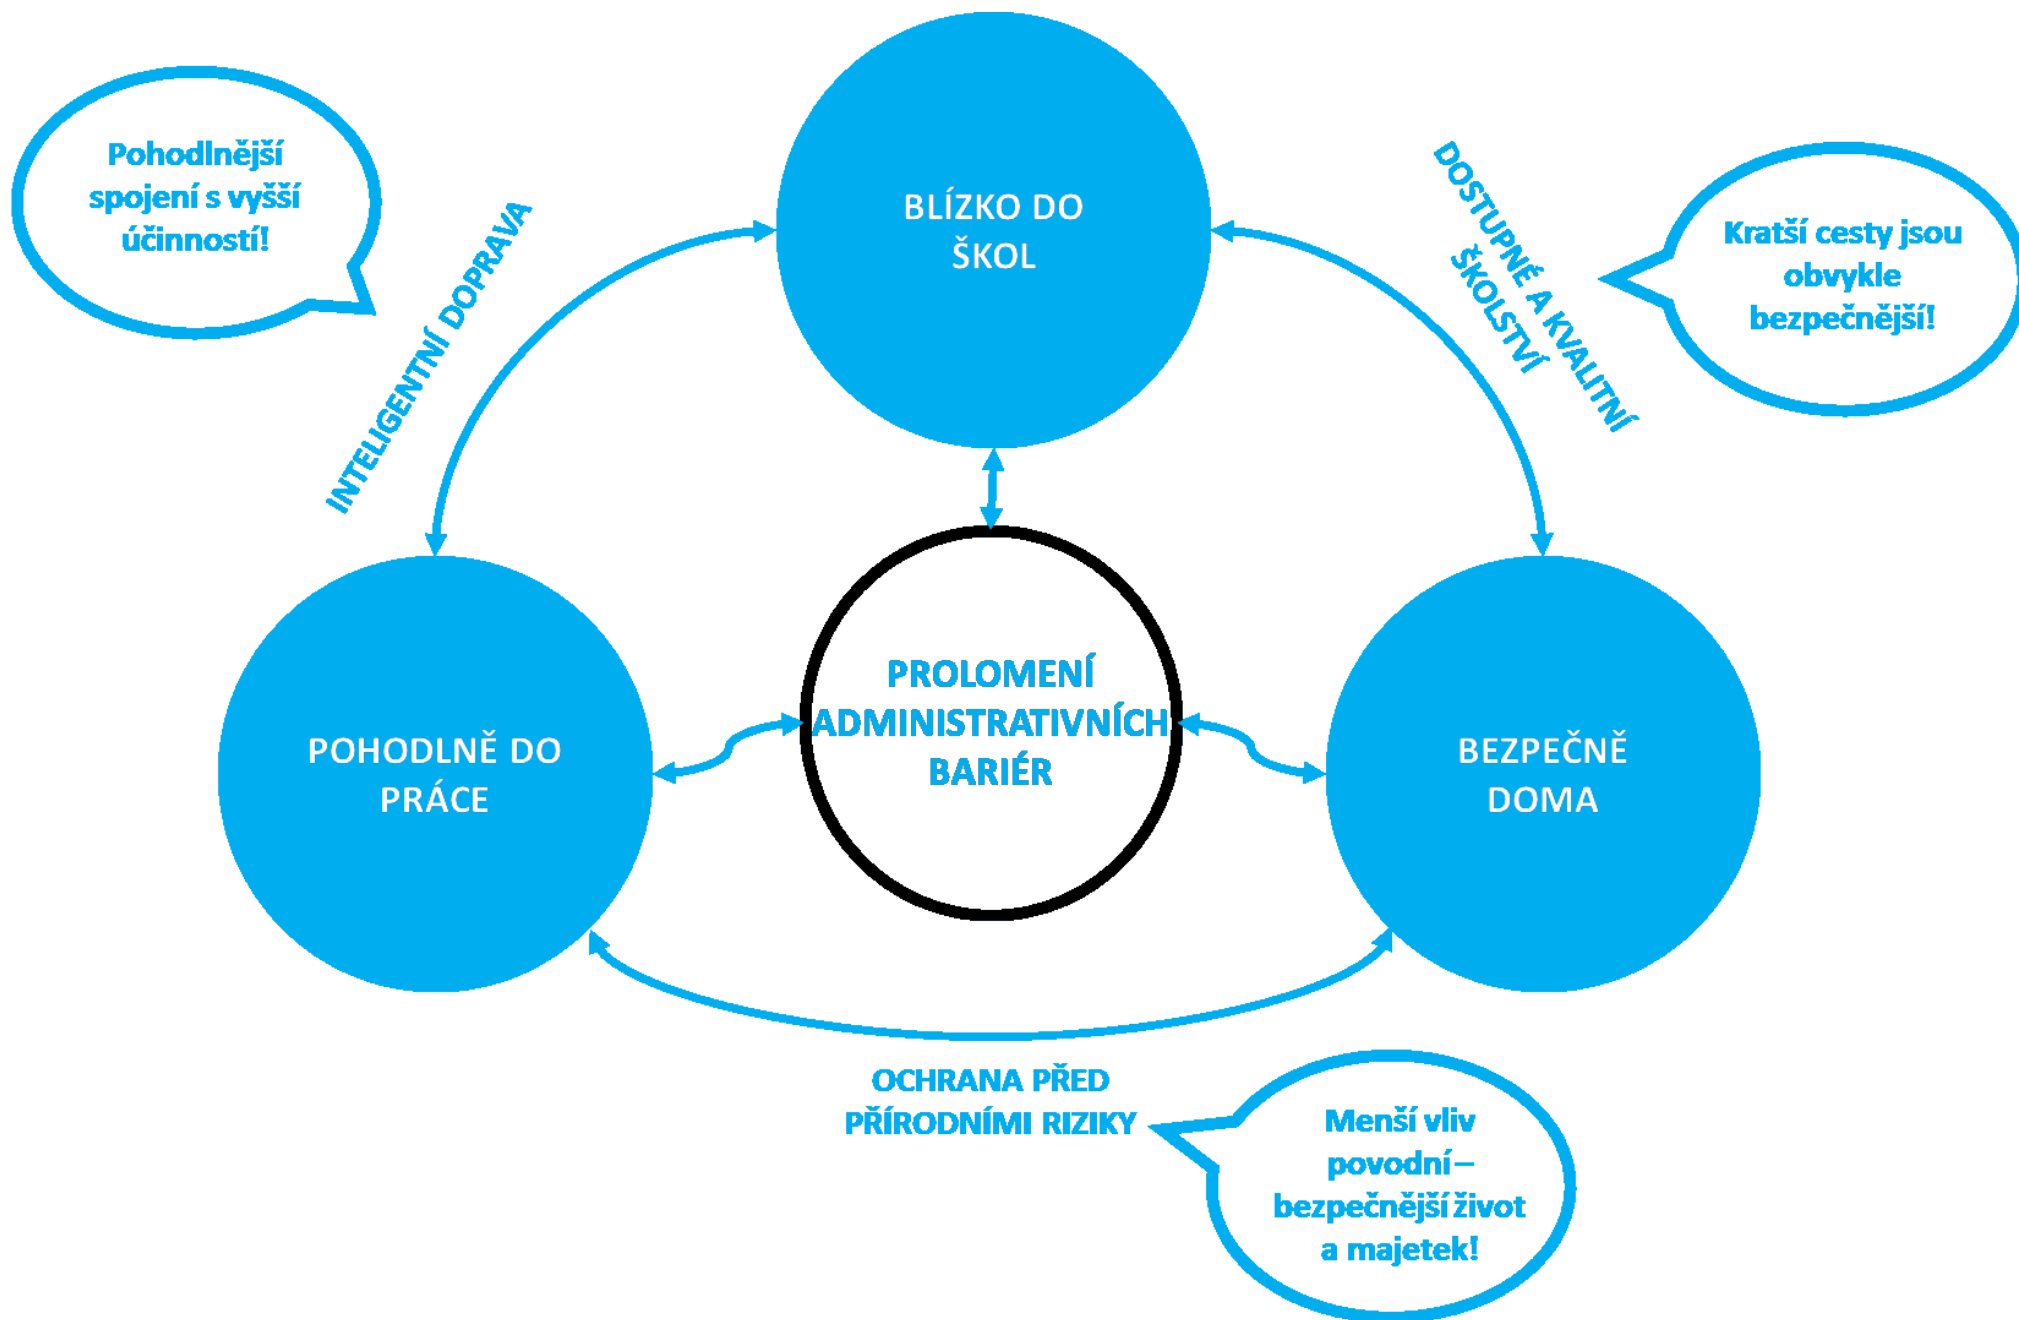 Pohodlnější
spojení s vyšší
účinností!
INTELIGENTNÍ DOPRAVA
BLÍZKO DO
ŠKOL
DOSTUPNÉ A KVALITNÍ
ŠKOLSTVÍ
Kratší cesty jsou
obvykle
bezpečnější!
POHODLNĚ DO
PRÁCE
PROLOMENÍ
ADMINISTRATIVNÍCH
BARIÉR
BEZPEČNĚ
DOMA
OCHRANA PŘED
PŘÍRODNÍMI RIZIKY
Menší vliv
povodní –
bezpečnější život
a majetek!